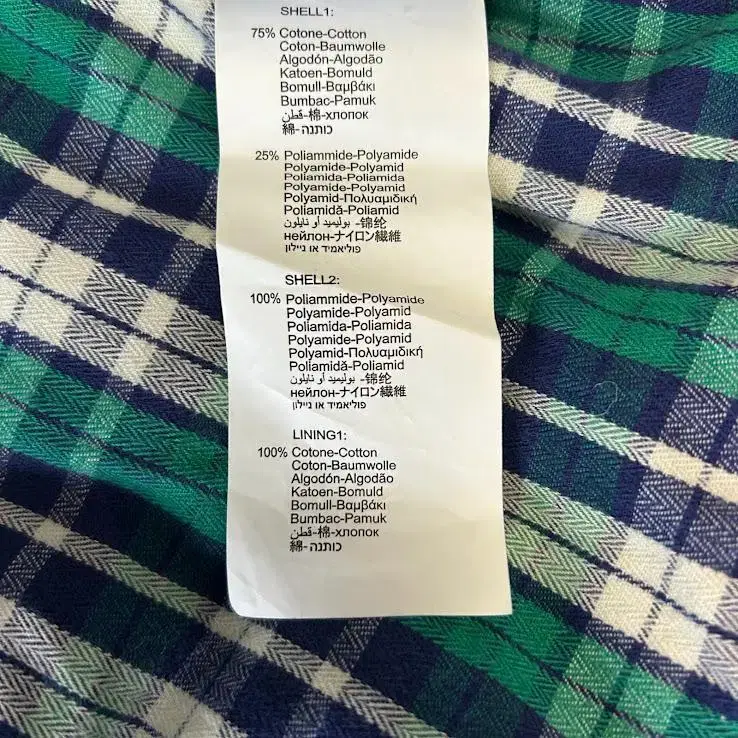 SHELL1:
75% Cotone-Cotton
Coton-Baumwolle
Algodón-Algodão
Katoen-Bomuld
Bomull-Βαμβάκι
Bumbac-Pamuk
قطن-棉-хлопок
綿-כותנה
25% Poliammide-Polyamide
Polyamide-Polyamid
Poliamida-Poliamida
Polyamide-Polyamid
Polyamid-Πολυαμιδική
Poliamidă-Poliamid
بوليميد أو نايلون -锦纶
нейлон-ナイロン繊維
פוליאמיד או ניילון
SHELL2:
100% Poliammide-Polyamide
Polyamide-Polyamid
Poliamida-Poliamida
Polyamide-Polyamid
Polyamid-Πολυαμιδική
Poliamidă-Poliamid
بوليميد أو نايلون -锦纶
нейлон-ナイロン繊維
פוליאמיד או ניילון
LINING1:
100% Cotone-Cotton
Coton-Baumwolle
Algodón-Algodão
Katoen-Bomuld
Bomull-Βαμβάκι
Bumbac-Pamuk
قطن-棉-хлопок
綿-כותנה